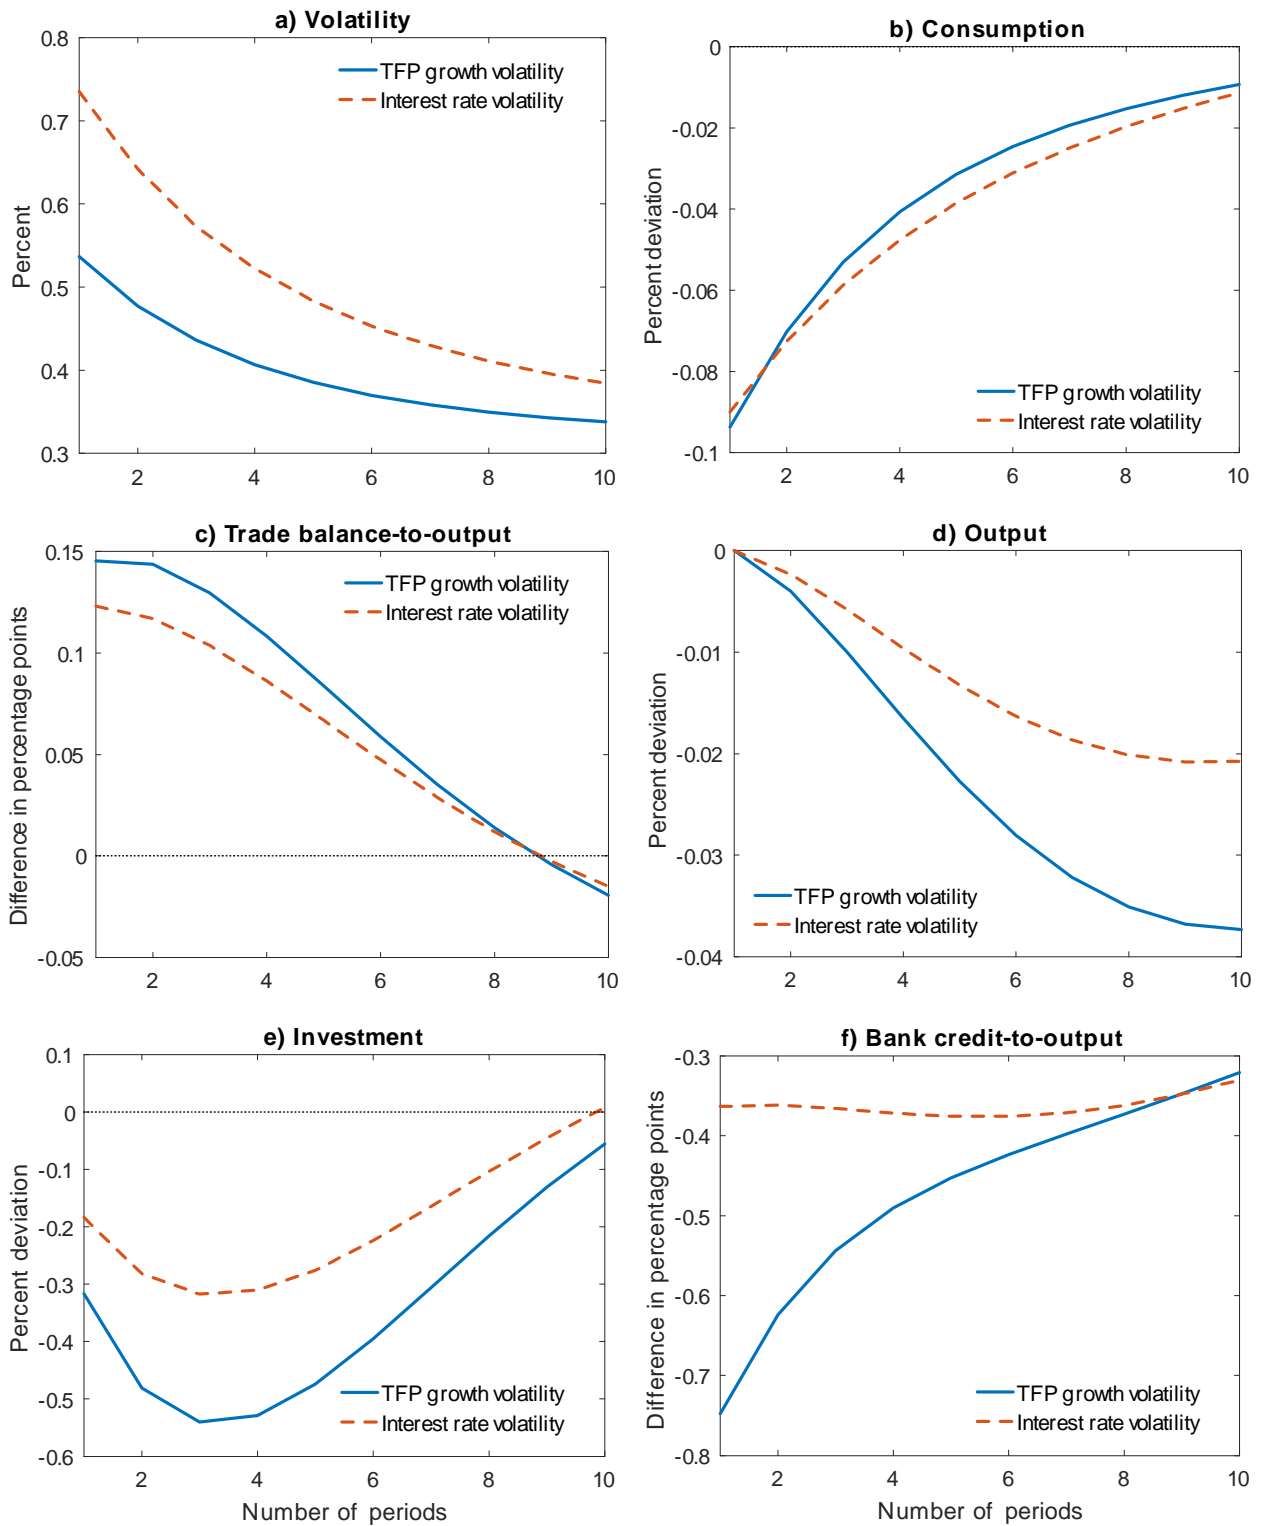 a) Volatility
0.8
0.7
0.6
0.5
0.4
0.3
Percent
TFP growth volatility
Interest rate volatility
2 4 6 8 10
b) Consumption
0
-0.02
-0.04
-0.06
-0.08
-0.1
Percent deviation
TFP growth volatility
Interest rate volatility
2 4 6 8 10
c) Trade balance-to-output
0.15
0.1
0.05
0
-0.05
Difference in percentage points
TFP growth volatility
Interest rate volatility
2 4 6 8 10
d) Output
0
-0.01
-0.02
-0.03
-0.04
Percent deviation
TFP growth volatility
Interest rate volatility
2 4 6 8 10
e) Investment
0.1
0
-0.1
-0.2
-0.3
-0.4
-0.5
-0.6
Percent deviation
TFP growth volatility
Interest rate volatility
2 4 6 8 10
Number of periods
f) Bank credit-to-output
-0.3
-0.4
-0.5
-0.6
-0.7
-0.8
Difference in percentage points
TFP growth volatility
Interest rate volatility
2 4 6 8 10
Number of periods